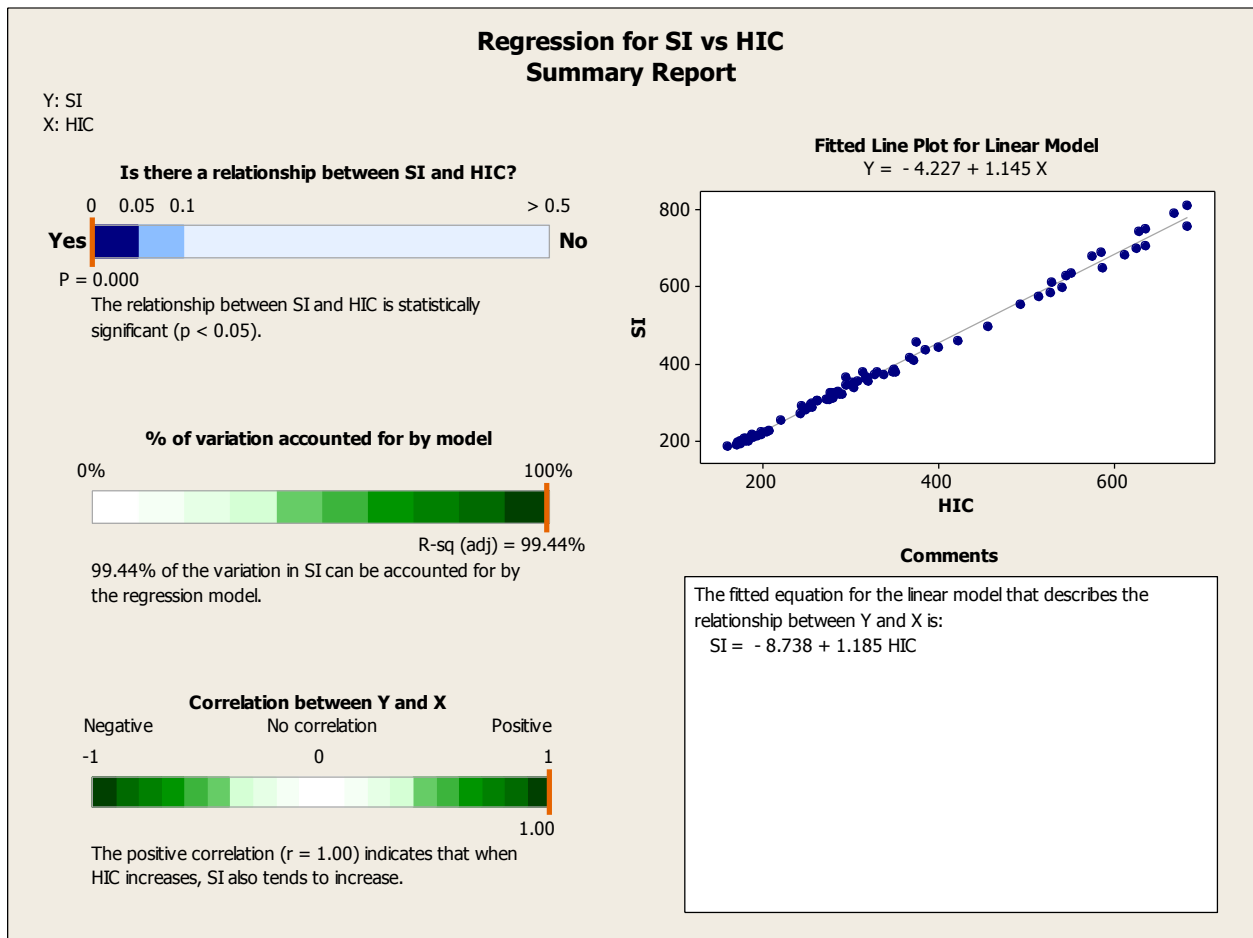 Regression for SI vs HIC
Summary Report
Y: SI
X: HIC
Is there a relationship between SI and HIC?
0 0.05 0.1 > 0.5
Yes No
P = 0.000
The relationship between SI and HIC is statistically
significant (p < 0.05).
% of variation accounted for by model
0% 100%
R-sq (adj) = 99.44%
99.44% of the variation in SI can be accounted for by
the regression model.
Correlation between Y and X
Negative No correlation Positive
-1 0 1
1.00
The positive correlation (r = 1.00) indicates that when
HIC increases, SI also tends to increase.
Fitted Line Plot for Linear Model
Y = - 4.227 + 1.145 X
800
600
400
200
SI
200 400 600
HIC
Comments
The fitted equation for the linear model that describes the
relationship between Y and X is:
SI = - 8.738 + 1.185 HIC